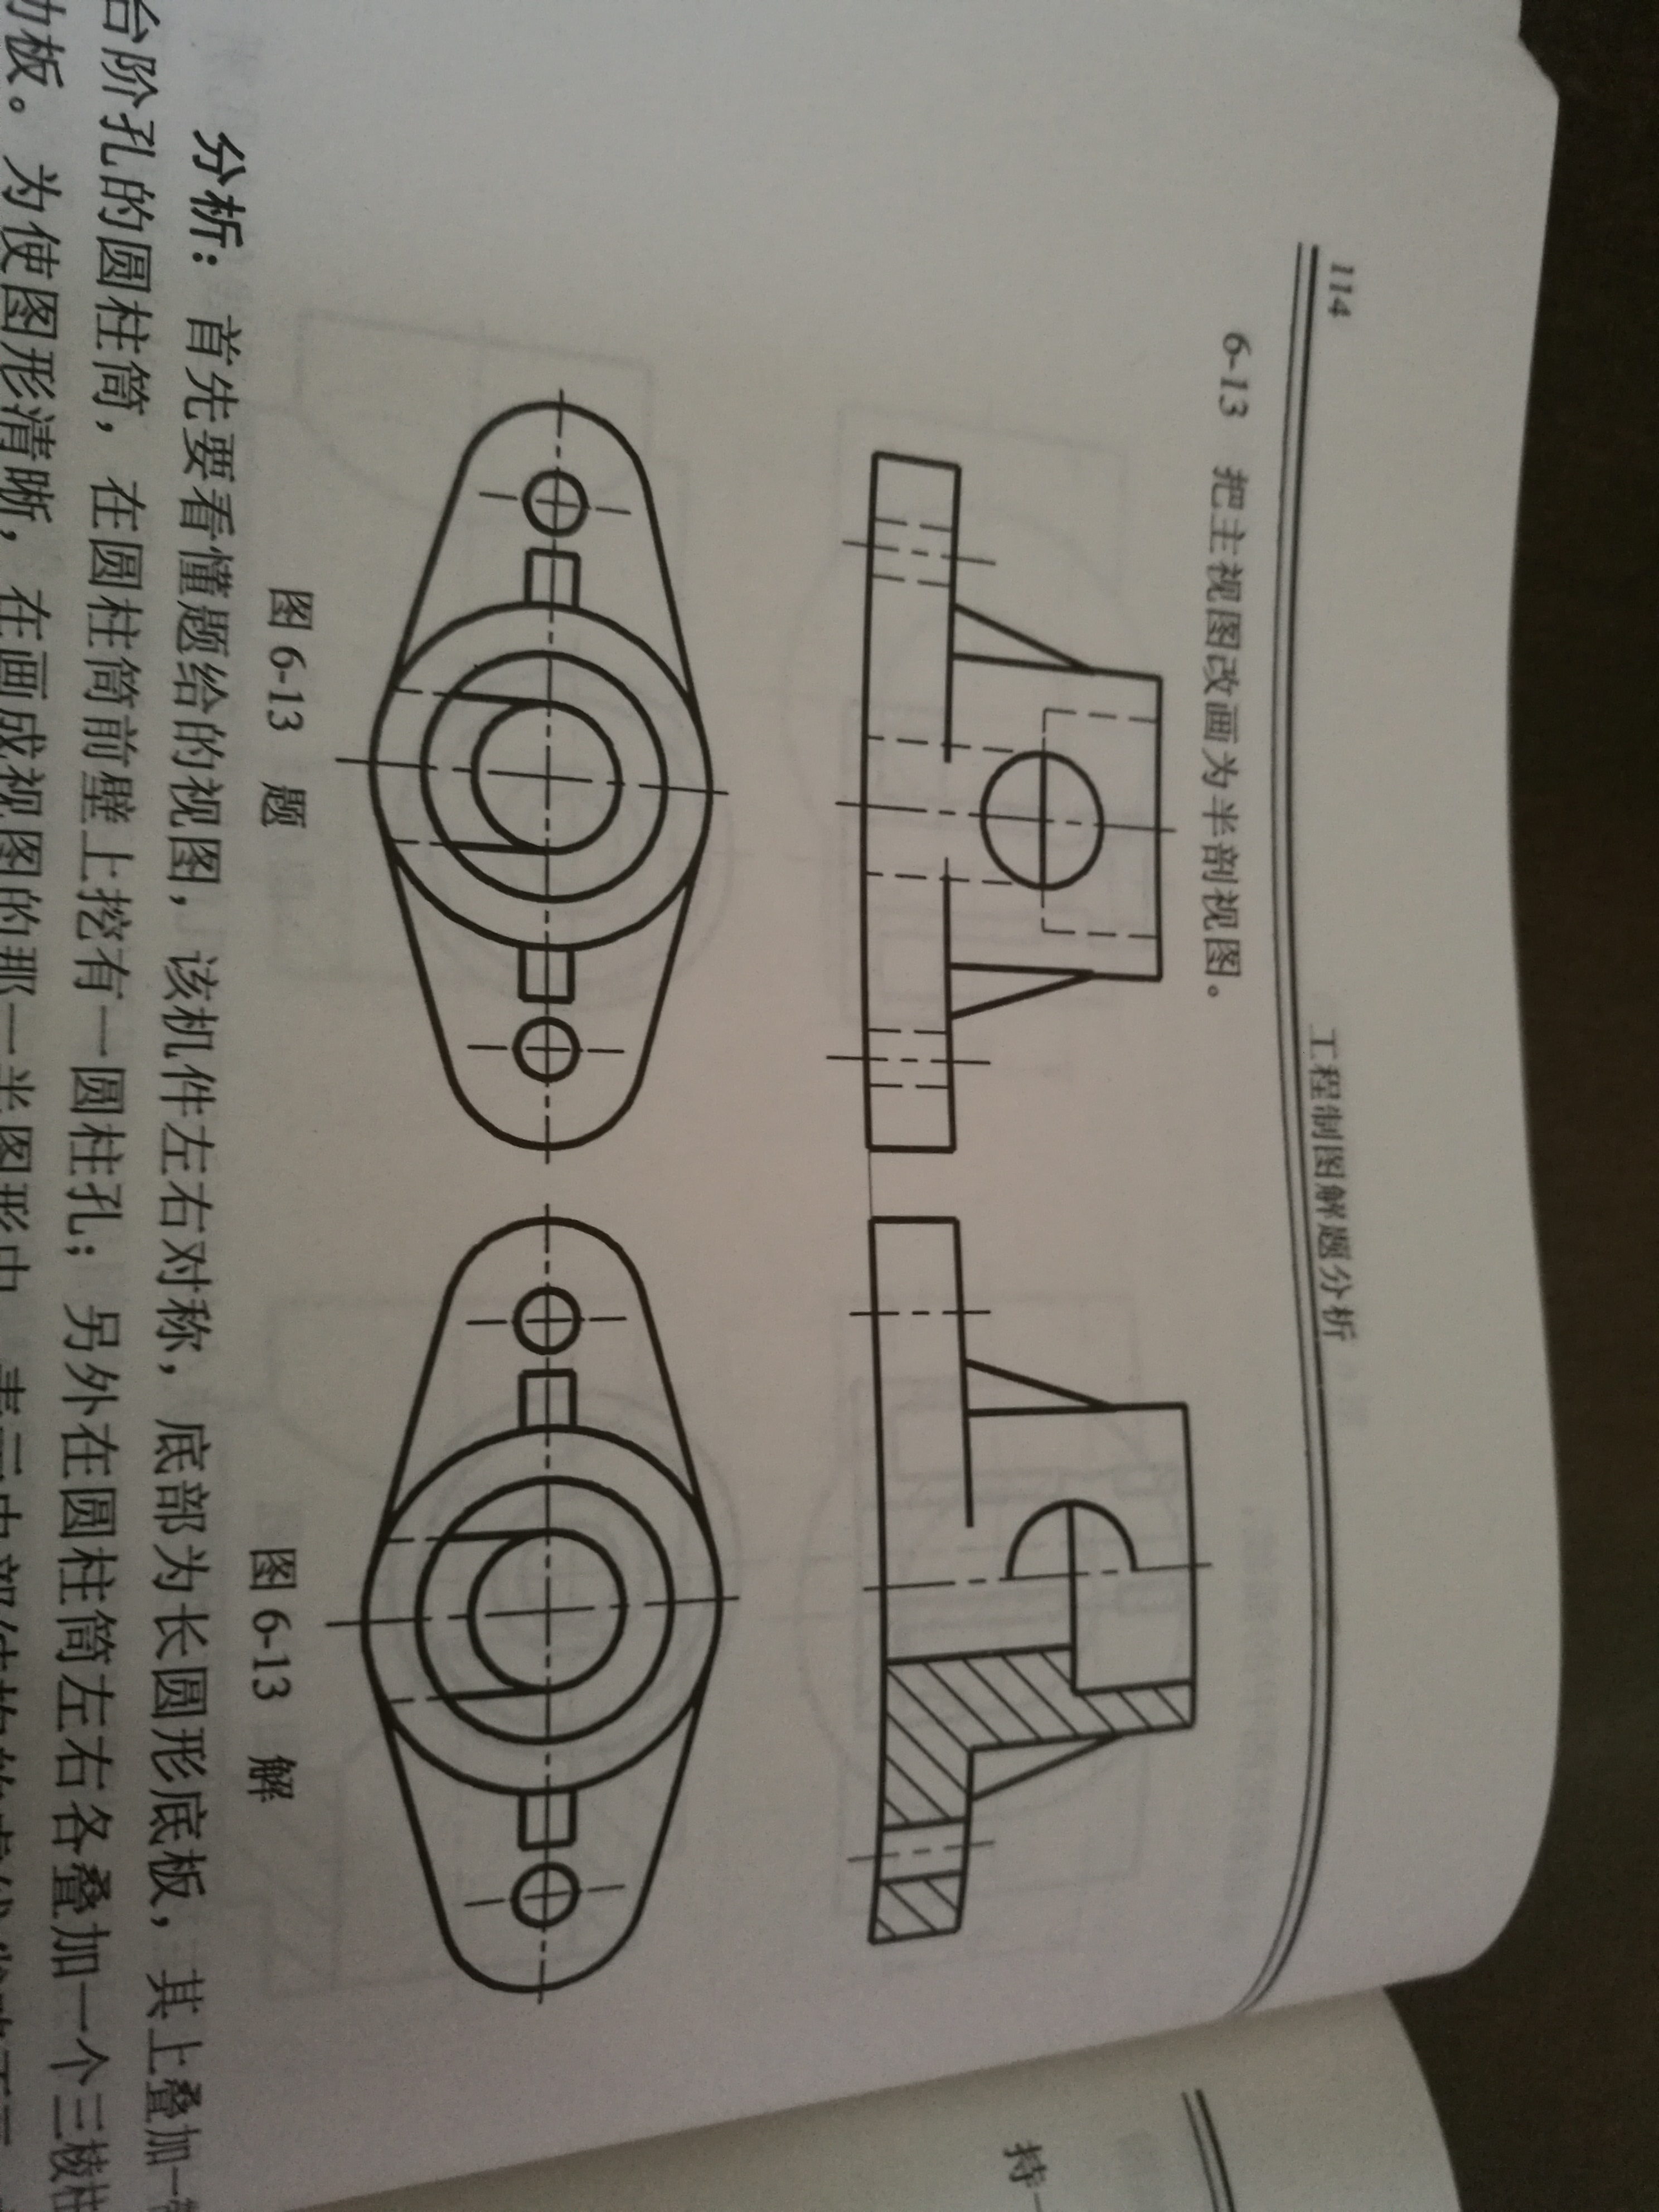 114
工程制图解题分析
6-13 把主视图改画为半剖视图。
持
图 6-13 题
图 6-13 解
分析：首先要看懂题给的视图，该机件左右对称，底部为长圆形底板，其上叠加一
台阶孔的圆柱筒，在圆柱筒前壁上挖有一圆柱孔；另外在圆柱筒左右各叠加一个三棱柱
板。为使图形清晰，在画成视图的那一半图形中，表示内部结构的虚线省略不画